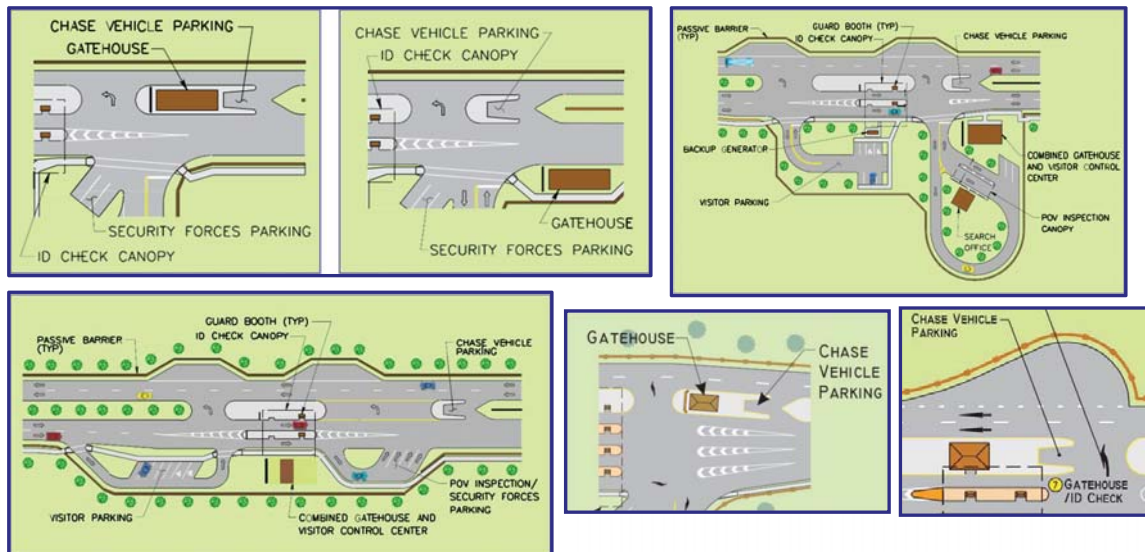 CHASE VEHICLE PARKING
GATEHOUSE
SECURITY FORCES PARKING
ID CHECK CANOPY
CHASE VEHICLE PARKING
ID CHECK CANOPY
GATEHOUSE
SECURITY FORCES PARKING
PASSIVE BARRIER
(TYP)
GUARD BOOTH (TYP)
ID CHECK CANOPY
CHASE VEHICLE
PARKING
BACKUP GENERATOR
VISITOR PARKING
COMBINED GATEHOUSE
AND VISITOR CONTROL
CENTER
POV INSPECTION
CANOPY
SEARCH
OFFICE
GUARD BOOTH (TYP)
ID CHECK CANOPY
PASSIVE BARRIER
(TYP)
CHASE VEHICLE
PARKING
VISITOR PARKING
COMBINED GATEHOUSE AND
VISITOR CONTROL CENTER
POV INSPECTION/
SECURITY FORCES
PARKING
GATEHOUSE
CHASE
VEHICLE
PARKING
CHASE VEHICLE
PARKING
7 GATEHOUSE
/ID CHECK